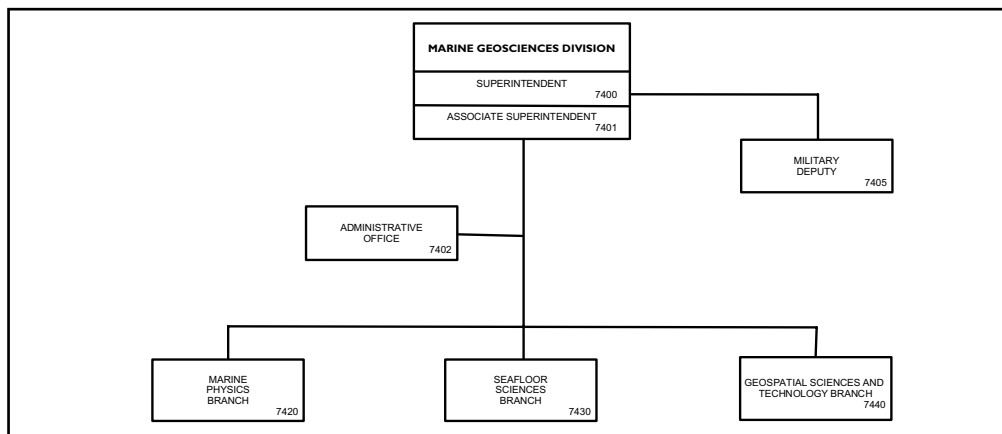 MARINE GEOSCIENCES DIVISION
SUPERINTENDENT
7400
ASSOCIATE SUPERINTENDENT
7401
MILITARY
DEPUTY
7405
ADMINISTRATIVE
OFFICE
7402
MARINE
PHYSICS
BRANCH
7420
SEAFLOOR
SCIENCES
BRANCH
7430
GEOSPATIAL SCIENCES AND
TECHNOLOGY BRANCH
7440